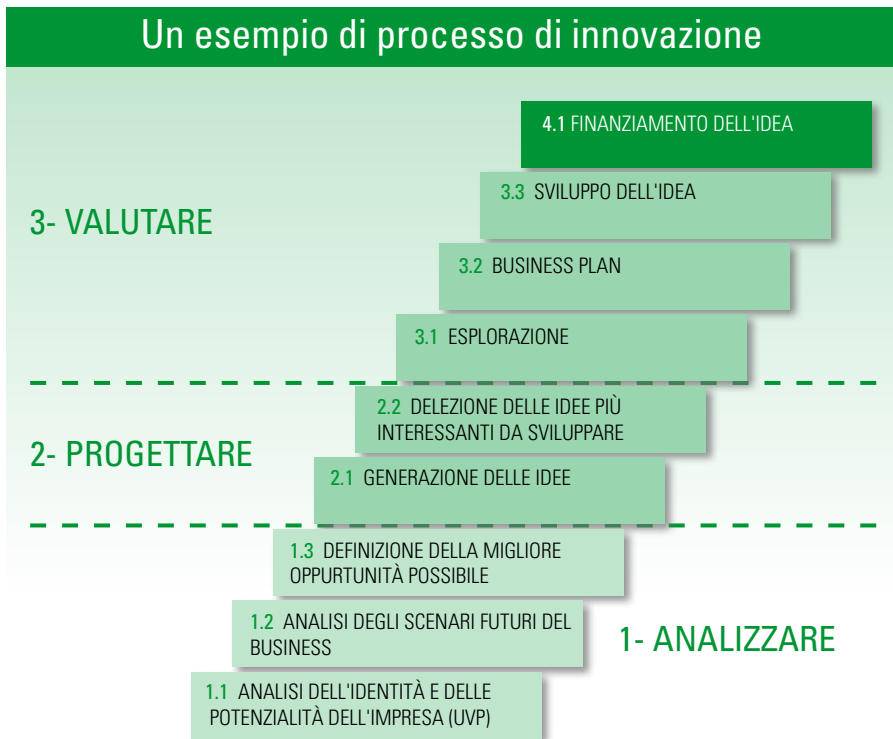 Un esempio di processo di innovazione
4.1 FINANZIAMENTO DELL'IDEA
3.3 SVILUPPO DELL'IDEA
3- VALUTARE
3.2 BUSINESS PLAN
3.1 ESPLORAZIONE
2.2 DELEZIONE DELLE IDEE PIÙ
INTERESSANTI DA SVILUPPARE
2- PROGETTARE
2.1 GENERAZIONE DELLE IDEE
1.3 DEFINIZIONE DELLA MIGLIORE
OPPURTUNITÀ POSSIBILE
1.2 ANALISI DEGLI SCENARI FUTURI DEL
BUSINESS
1- ANALIZZARE
1.1 ANALISI DELL'IDENTITÀ E DELLE
POTENZIALITÀ DELL'IMPRESA (UVP)